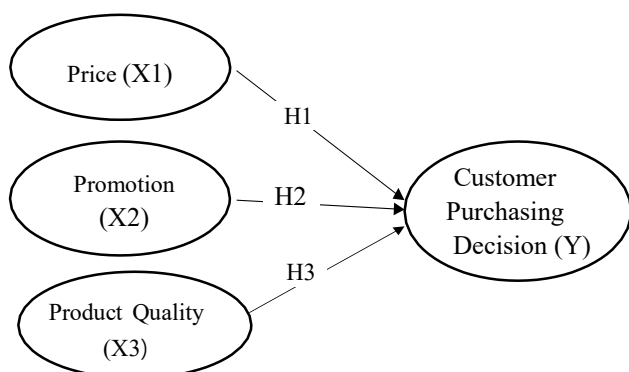 Price (X1)
H1
Promotion
(X2)
H2
Customer
Purchasing
Decision (Y)
H3
Product Quality
(X3)